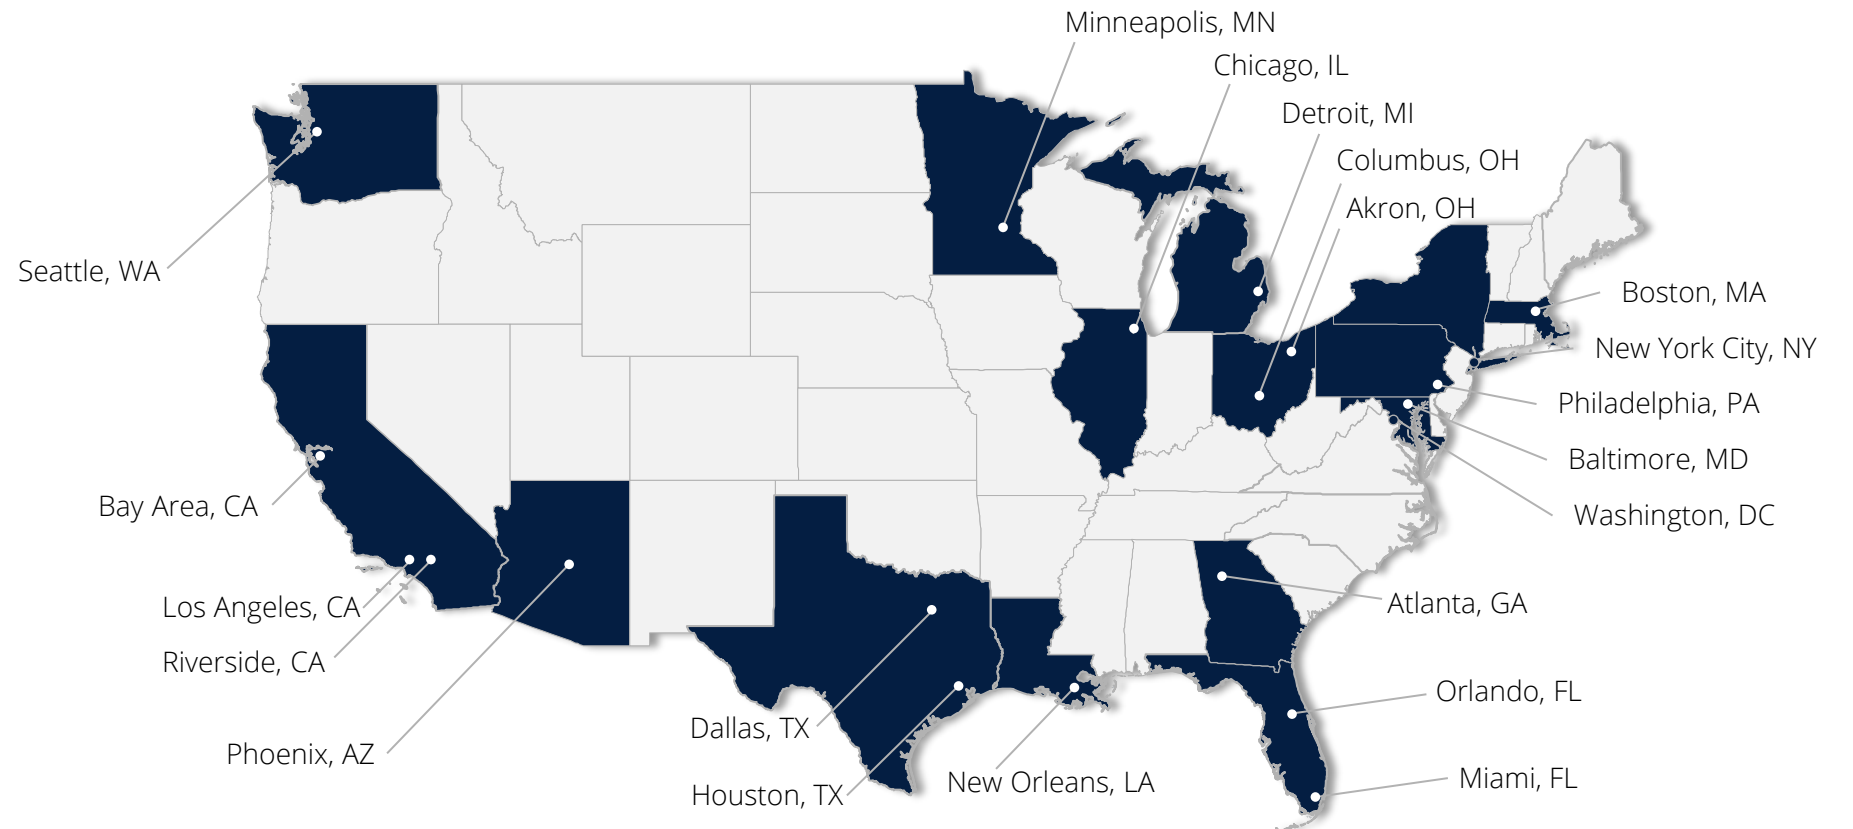 Minneapolis, MN
Chicago, IL
Detroit, MI
Columbus, OH
Akron, OH
Seattle, WA
Boston, MA
New York City, NY
Philadelphia, PA
Baltimore, MD
Bay Area, CA
Washington, DC
Los Angeles, CA
Atlanta, GA
Riverside, CA
Orlando, FL
Dallas, TX
Phoenix, AZ
Miami, FL
New Orleans, LA
Houston, TX